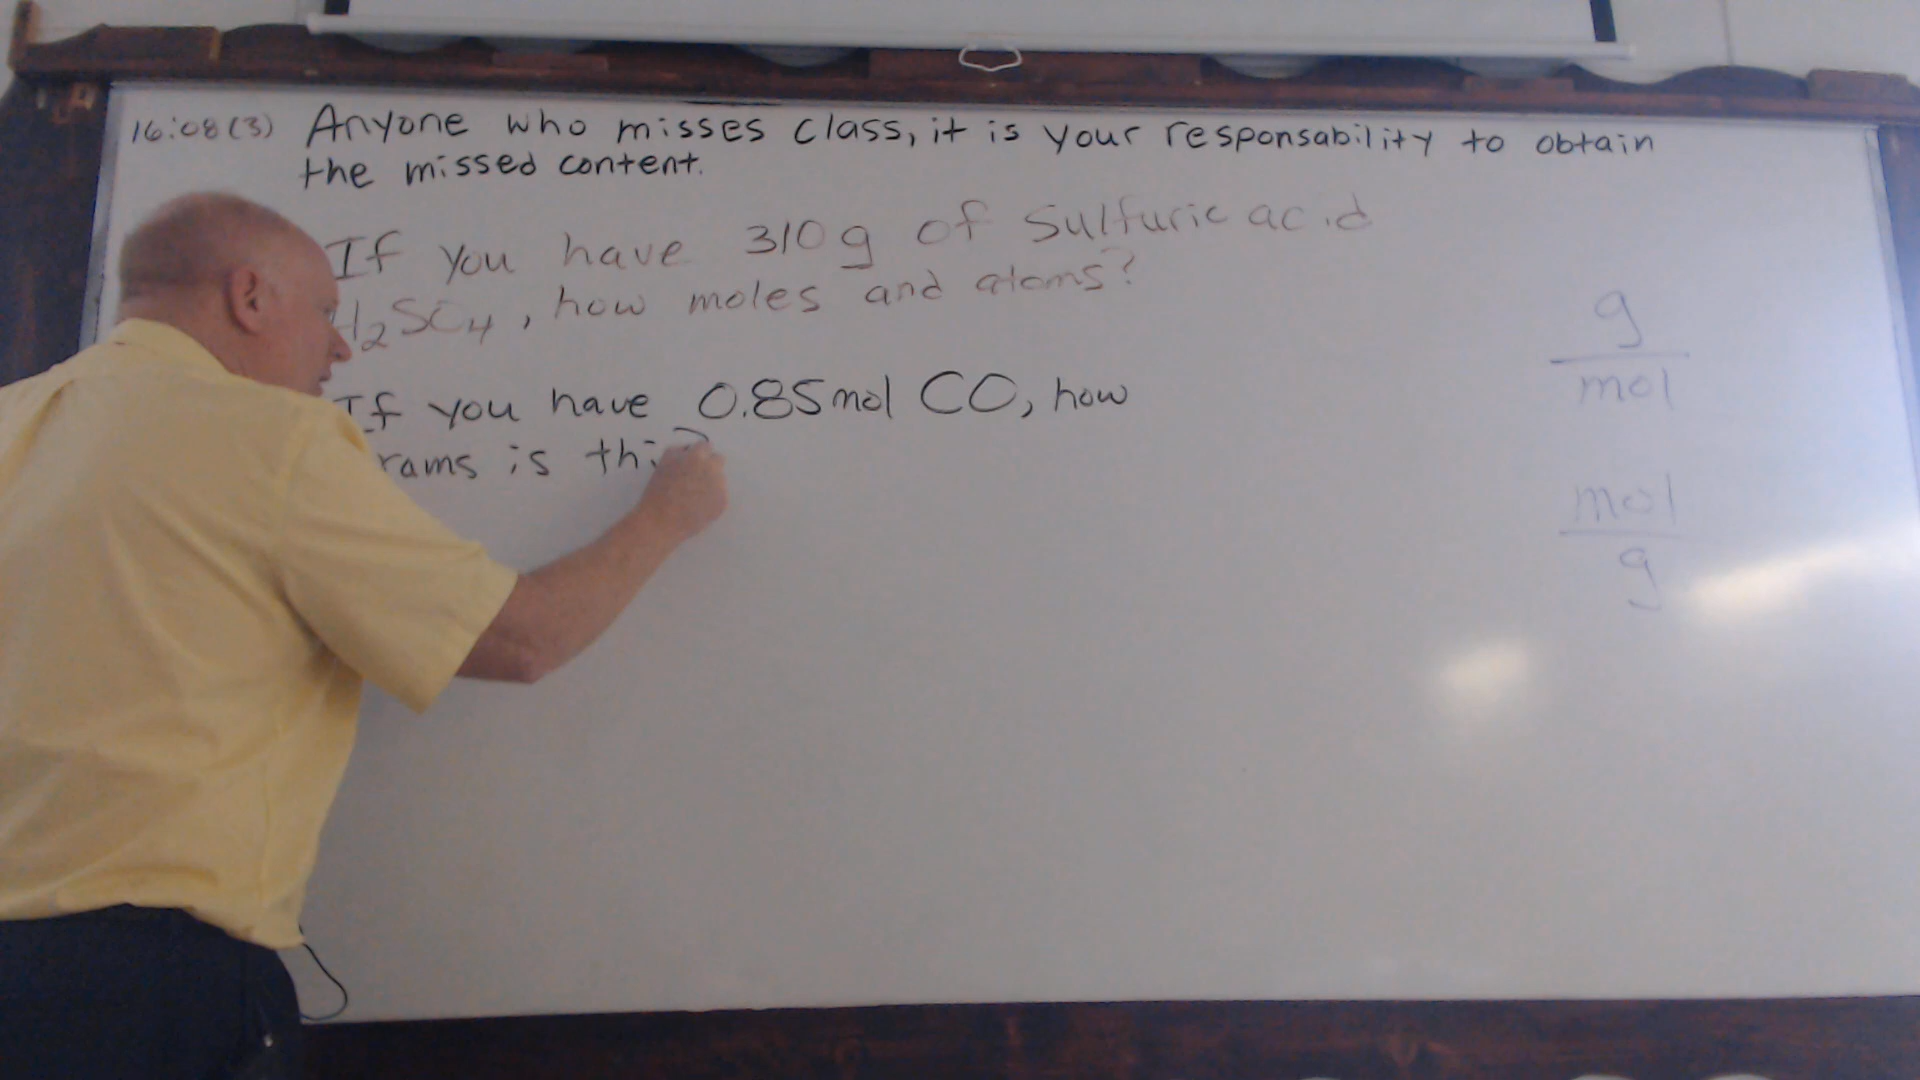 16:08(3) Anyone who misses class, it is your responsability to obtain
the missed content.
If you have 310g of Sulfuric acid
H₂SO₄, how moles and atoms?
If you have 0.85mol CO, how
rams is thi
g
mol
mol
g